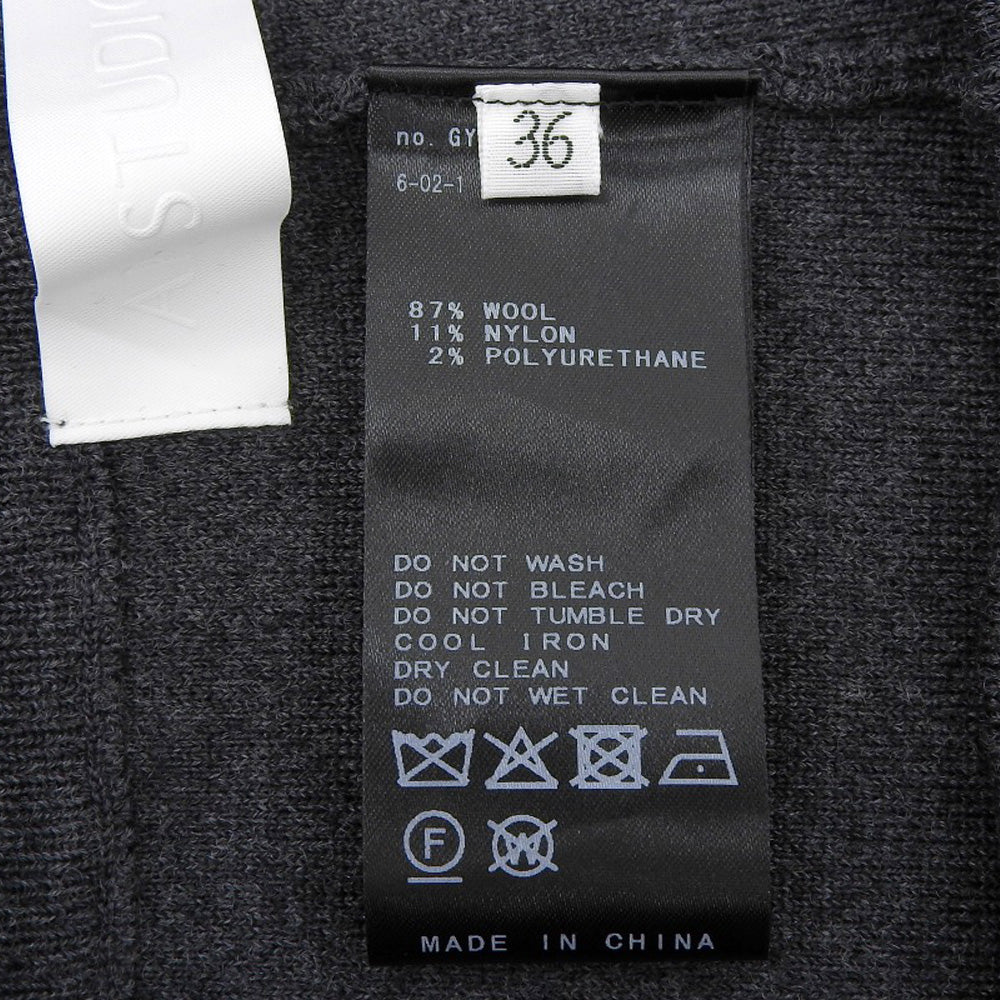 A.STUDIO
36
no. GY
6-02-1
87% WOOL
11% NYLON
2% POLYURETHANE
DO NOT WASH
DO NOT BLEACH
DO NOT TUMBLE DRY
COOL IRON
DRY CLEAN
DO NOT WET CLEAN
F
W
MADE IN CHINA